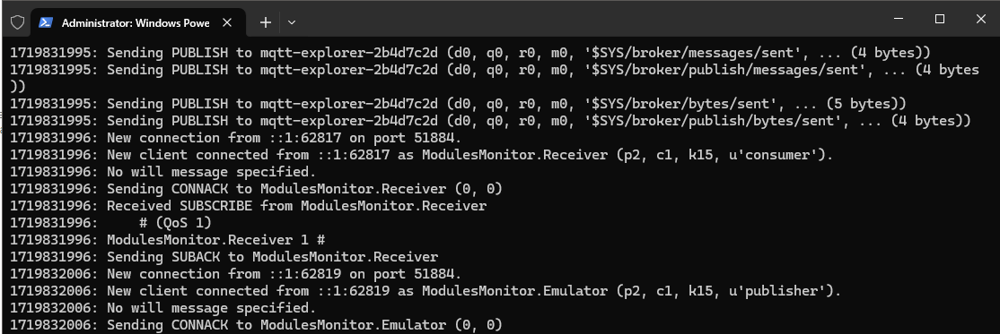 Administrator: Windows Powe
1719831995: Sending PUBLISH to mqtt-explorer-2b4d7c2d (d0, q0, r0, m0, '$SYS/broker/messages/sent', ... (4 bytes))
1719831995: Sending PUBLISH to mqtt-explorer-2b4d7c2d (d0, q0, r0, m0, '$SYS/broker/publish/messages/sent', ... (4 bytes
))
1719831995: Sending PUBLISH to mqtt-explorer-2b4d7c2d (d0, q0, r0, m0, '$SYS/broker/bytes/sent', ... (5 bytes))
1719831995: Sending PUBLISH to mqtt-explorer-2b4d7c2d (d0, q0, r0, m0, '$SYS/broker/publish/bytes/sent', ... (4 bytes))
1719831996: New connection from ::1:62817 on port 51884.
1719831996: New client connected from ::1:62817 as ModulesMonitor.Receiver (p2, c1, k15, u'consumer').
1719831996: No will message specified.
1719831996: Sending CONNACK to ModulesMonitor.Receiver (0, 0)
1719831996: Received SUBSCRIBE from ModulesMonitor.Receiver
1719831996:     # (QoS 1)
1719831996: ModulesMonitor.Receiver 1 #
1719831996: Sending SUBACK to ModulesMonitor.Receiver
1719832006: New connection from ::1:62819 on port 51884.
1719832006: New client connected from ::1:62819 as ModulesMonitor.Emulator (p2, c1, k15, u'publisher').
1719832006: No will message specified.
1719832006: Sending CONNACK to ModulesMonitor.Emulator (0, 0)